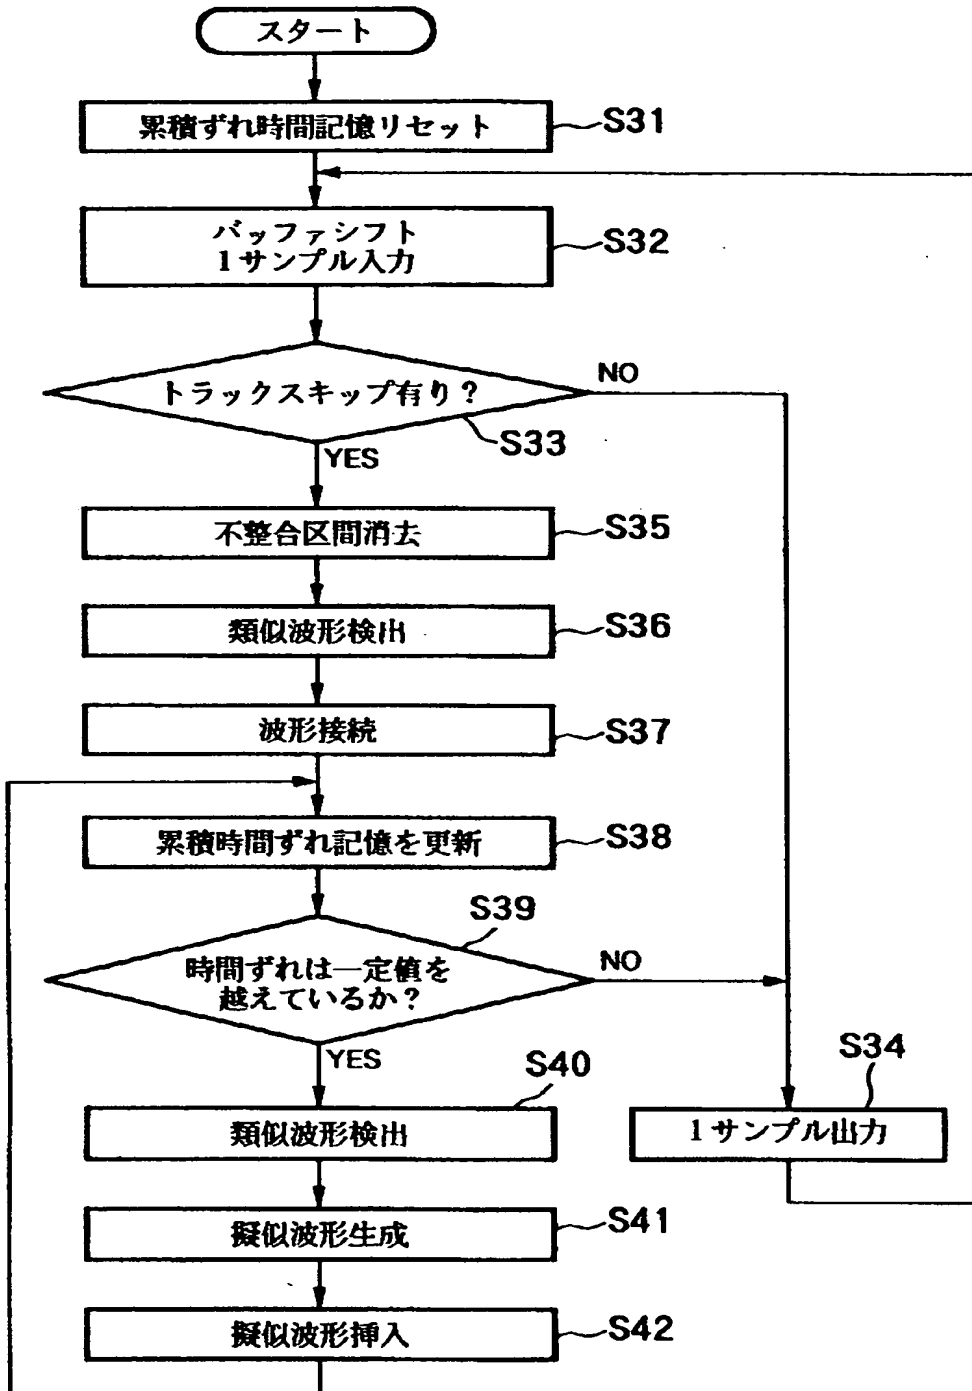 スタート
累積ずれ時間記憶リセット
S31
バッファシフト
1サンプル入力
S32
トラックスキップ有り?
NO
S33
YES
不整合区間消去
S35
類似波形検出
S36
波形接続
S37
累積時間ずれ記憶を更新
S38
S39
時間ずれは一定値を
越えているか?
NO
YES
S40
類似波形検出
S34
1サンプル出力
擬似波形生成
S41
擬似波形挿入
S42